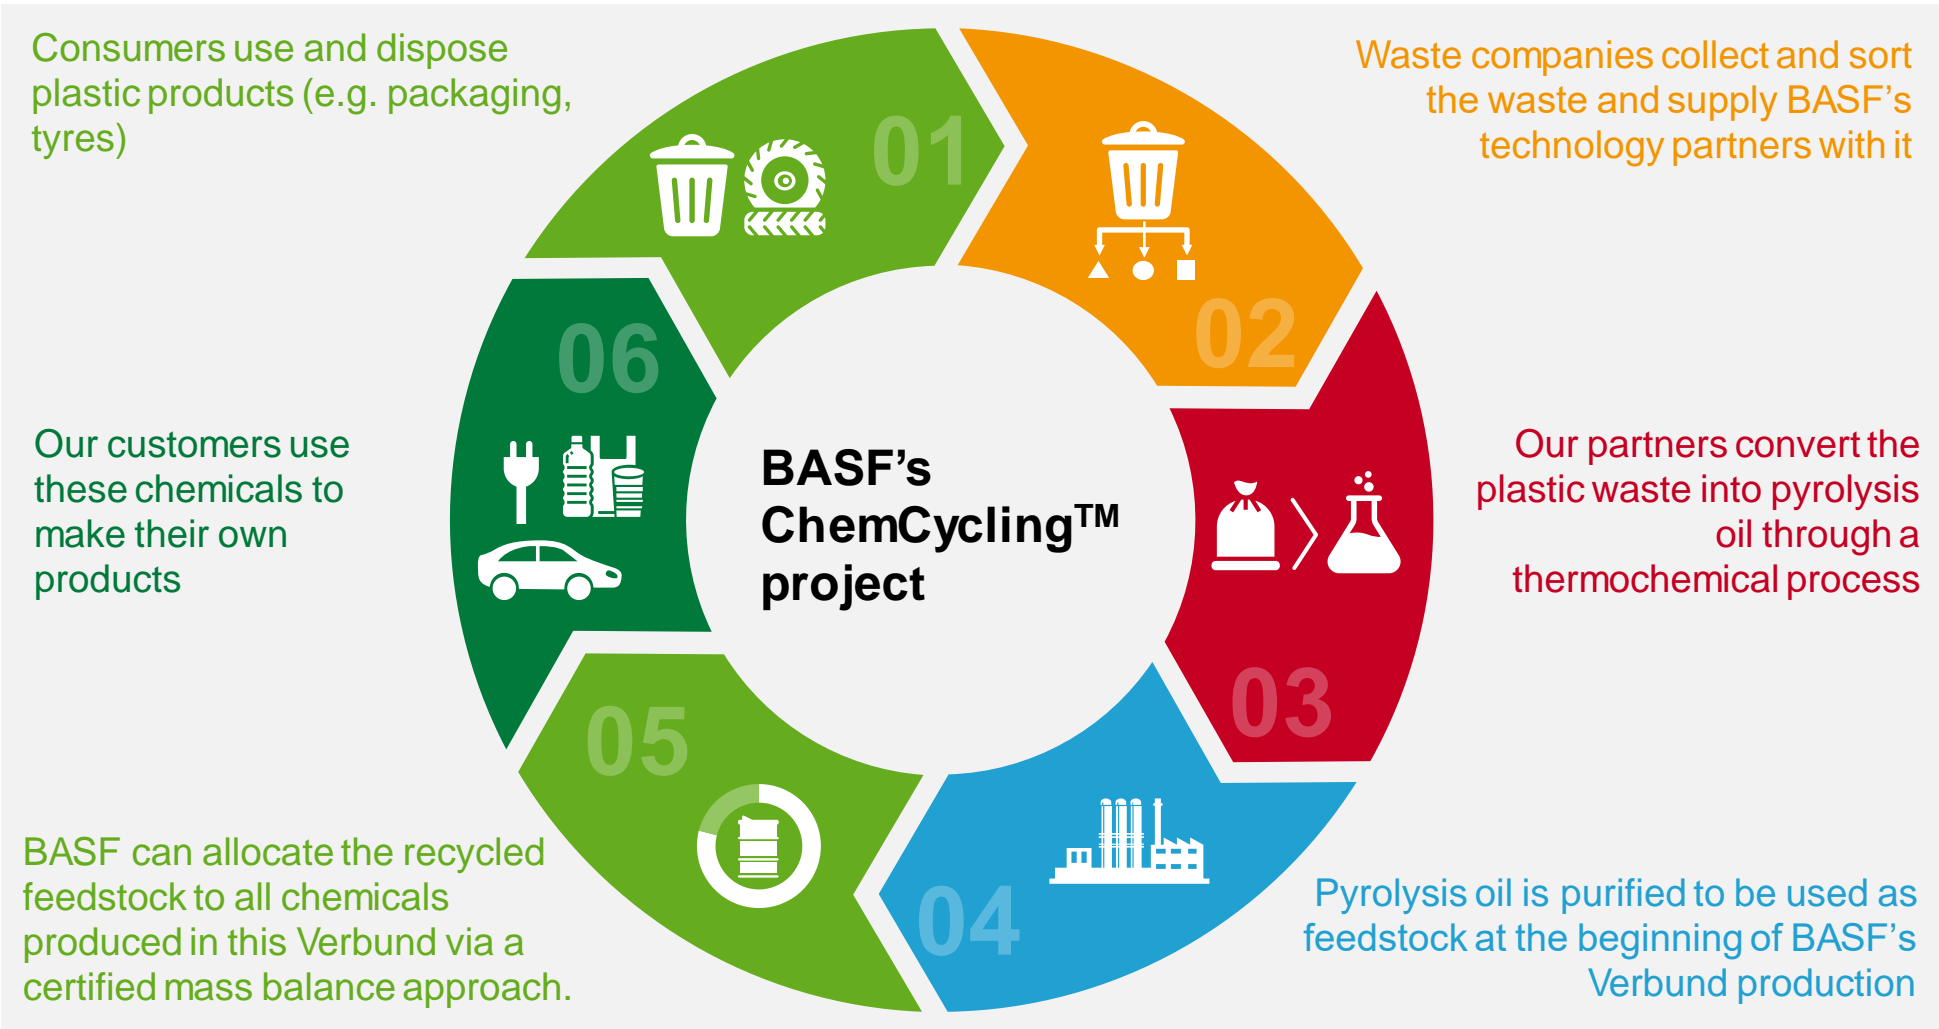 Consumers use and dispose
plastic products (e.g. packaging,
tyres)
01
Waste companies collect and sort
the waste and supply BASF’s
technology partners with it
02
Our partners convert the
plastic waste into pyrolysis
oil through a
thermochemical process
03
Pyrolysis oil is purified to be used as
feedstock at the beginning of BASF’s
Verbund production
04
BASF can allocate the recycled
feedstock to all chemicals
produced in this Verbund via a
certified mass balance approach.
05
Our customers use
these chemicals to
make their own
products
06
BASF’s
ChemCycling™
project